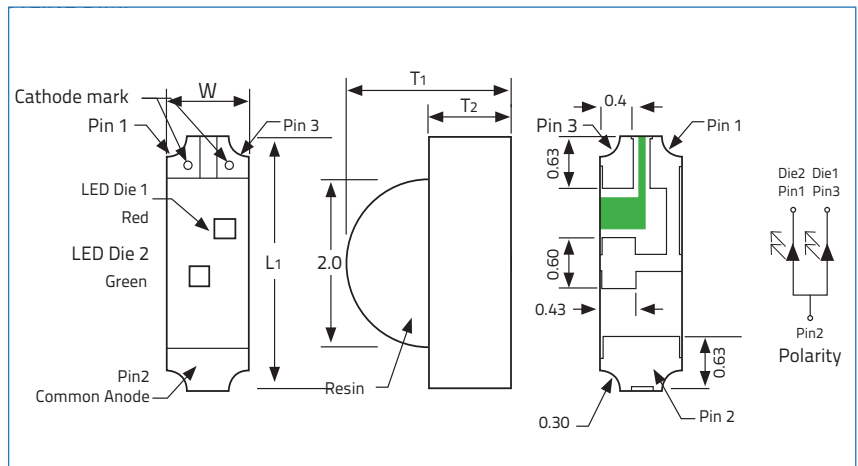 Cathode mark
W
Pin 1
Pin 3
LED Die 1
Red
LED Die 2
Green
Pin2
Common Anode
L1
T1
T2
2.0
Resin
0.4
Pin 3
Pin 1
0.63
0.60
0.43
0.63
0.30
Pin 2
Die2 Die1
Pin1 Pin3
Pin2
Polarity